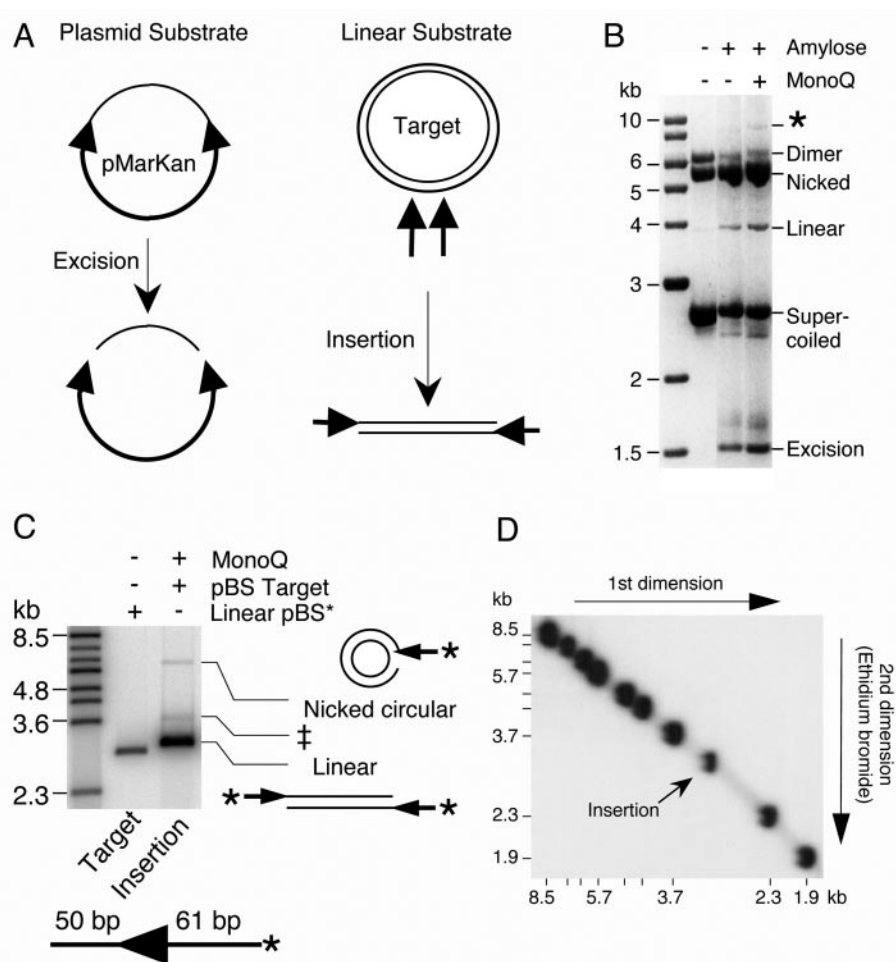 A
Plasmid Substrate
Linear Substrate
pMarKan
Target
Excision
Insertion
B
- + + Amylose
- - + MonoQ
kb
10
*
Dimer
6
Nicked
5
4
Linear
3
Super-
coiled
2
1.5
Excision
C
- + MonoQ
- + pBS Target
+ - Linear pBS*
kb
8.5
*
4.8
Nicked circular
3.6
‡
Linear
2.3
*
*
Target
Insertion
50 bp
61 bp
*
D
1st dimension
kb
8.5
5.7
3.7
Insertion
2.3
1.9
8.5 5.7 3.7 2.3 1.9 kb
2nd dimension
(Ethidium bromide)